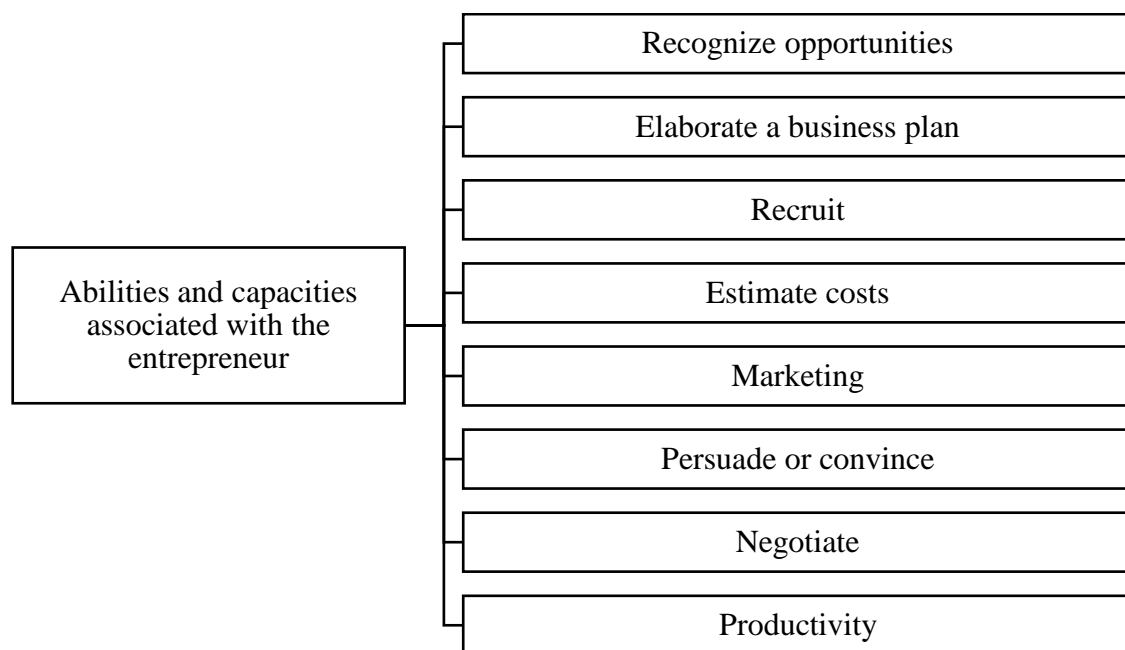 Recognize opportunities
Elaborate a business plan
Recruit
Abilities and capacities
associated with the
entrepreneur
Estimate costs
Marketing
Persuade or convince
Negotiate
Productivity